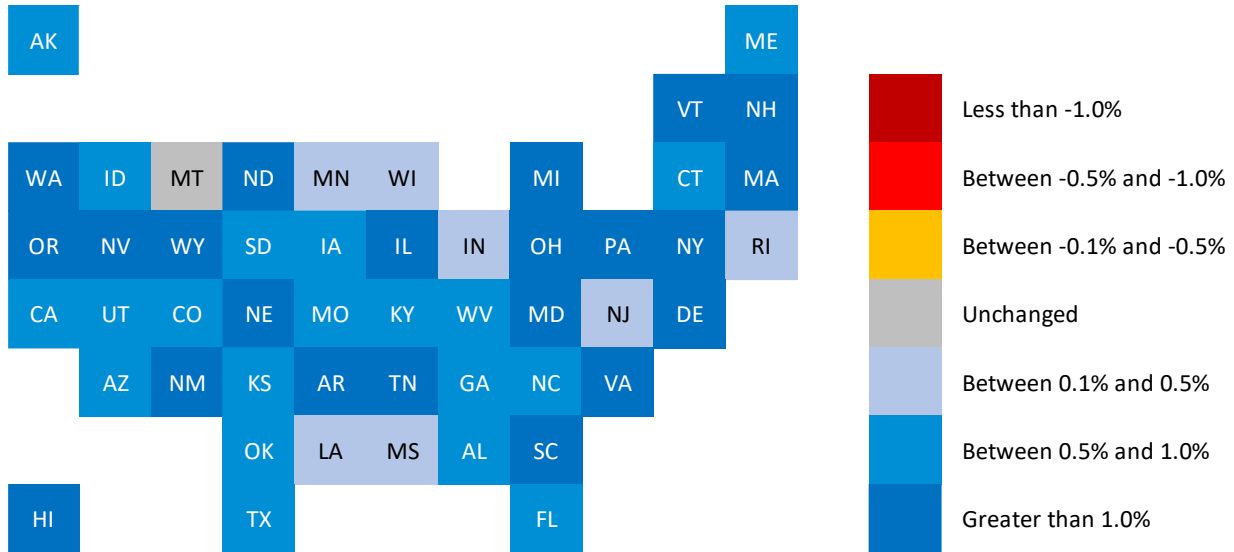 AK ME
VT NH
Less than -1.0%
WA ID MT ND MN WI MI CT MA
Between -0.5% and -1.0%
OR NV WY SD IA IL IN OH PA NY RI
Between -0.1% and -0.5%
CA UT CO NE MO KY WV MD NJ DE
Unchanged
AZ NM KS AR TN GA NC VA
Between 0.1% and 0.5%
OK LA MS AL SC
Between 0.5% and 1.0%
HI TX FL
Greater than 1.0%